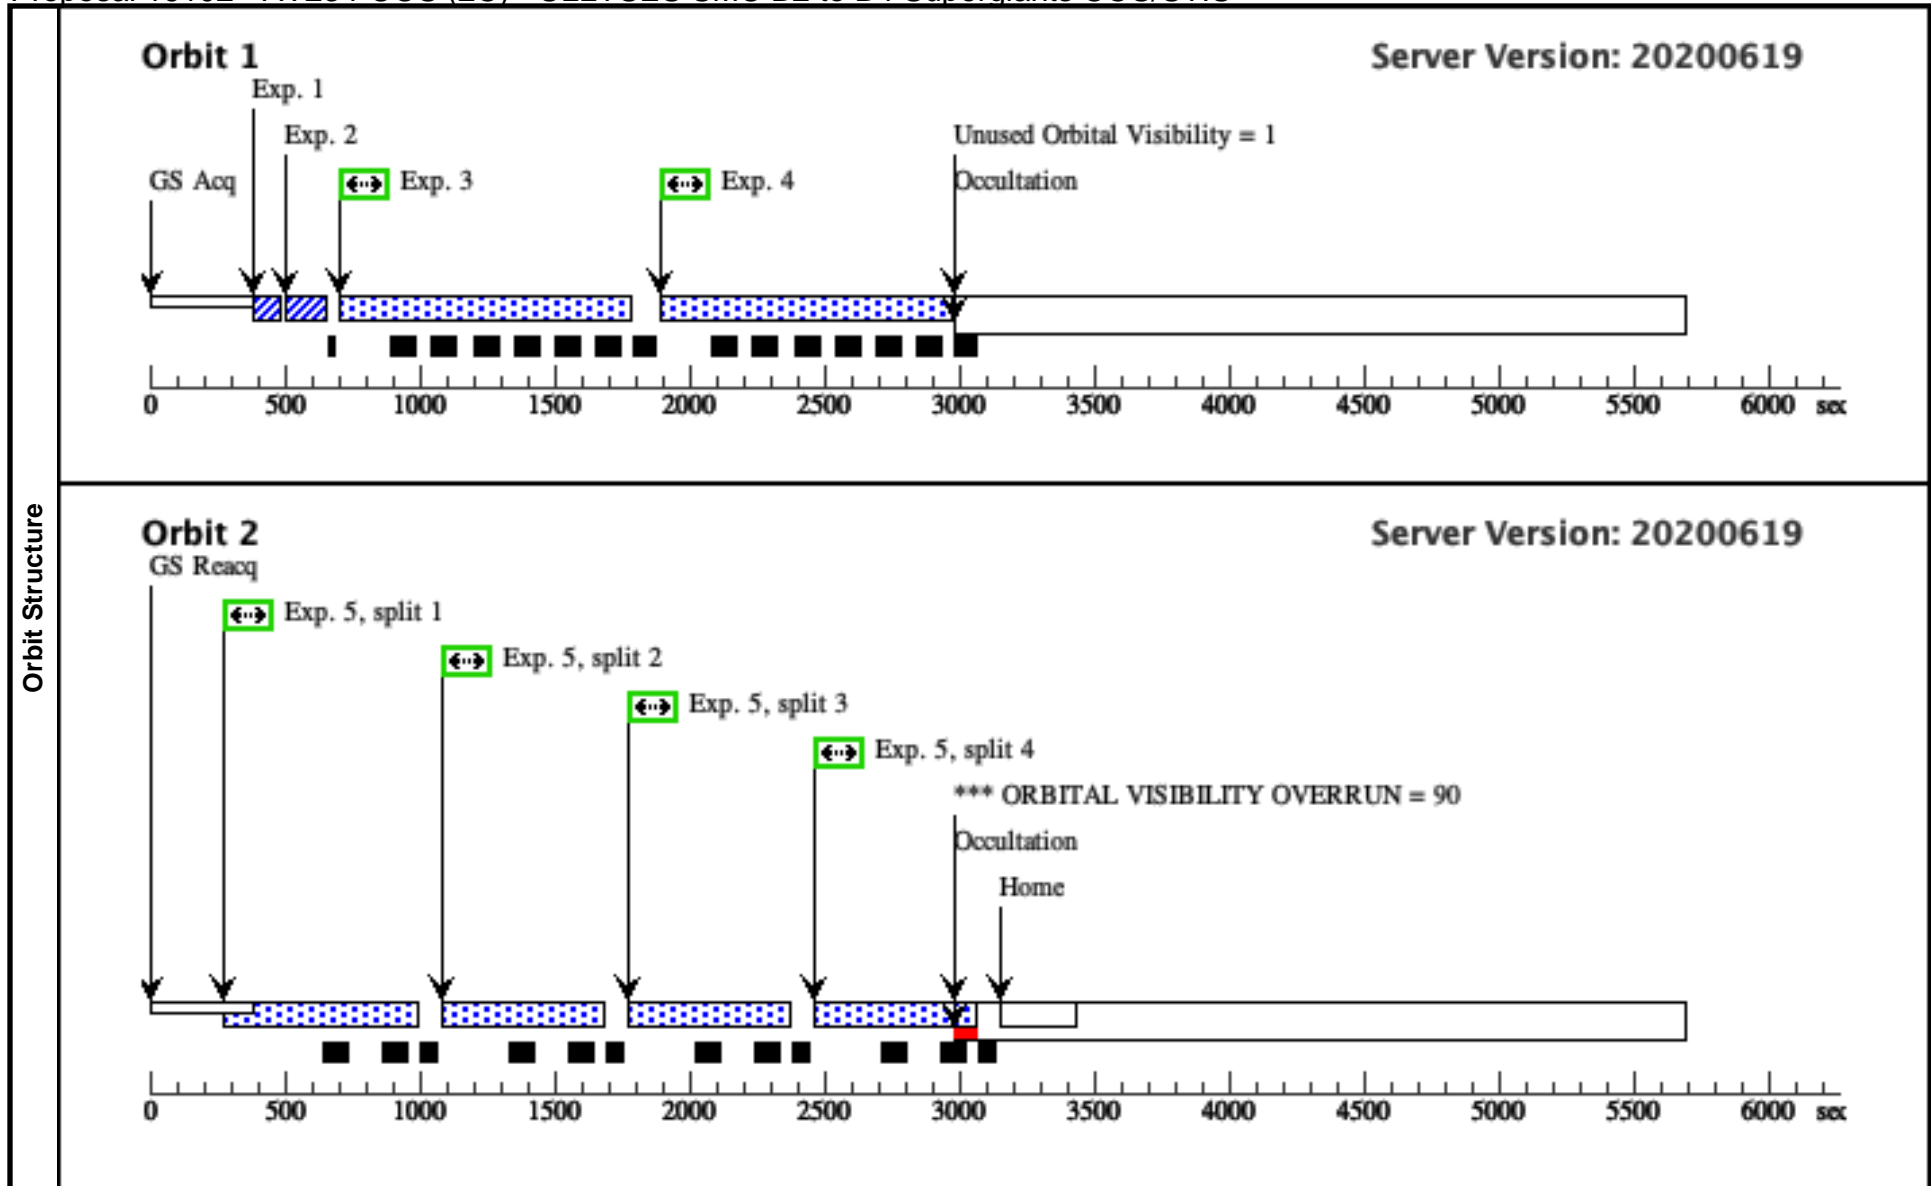 Orbit 1
Server Version: 20200619
Exp. 1
Exp. 2
Unused Orbital Visibility = 1
GS Acq
Exp. 3
Exp. 4
Occultation
0 500 1000 1500 2000 2500 3000 3500 4000 4500 5000 5500 6000 sec
Orbit Structure
Orbit 2
Server Version: 20200619
GS Reacq
Exp. 5, split 1
Exp. 5, split 2
Exp. 5, split 3
Exp. 5, split 4
*** ORBITAL VISIBILITY OVERRUN = 90
Occultation
Home
0 500 1000 1500 2000 2500 3000 3500 4000 4500 5000 5500 6000 sec